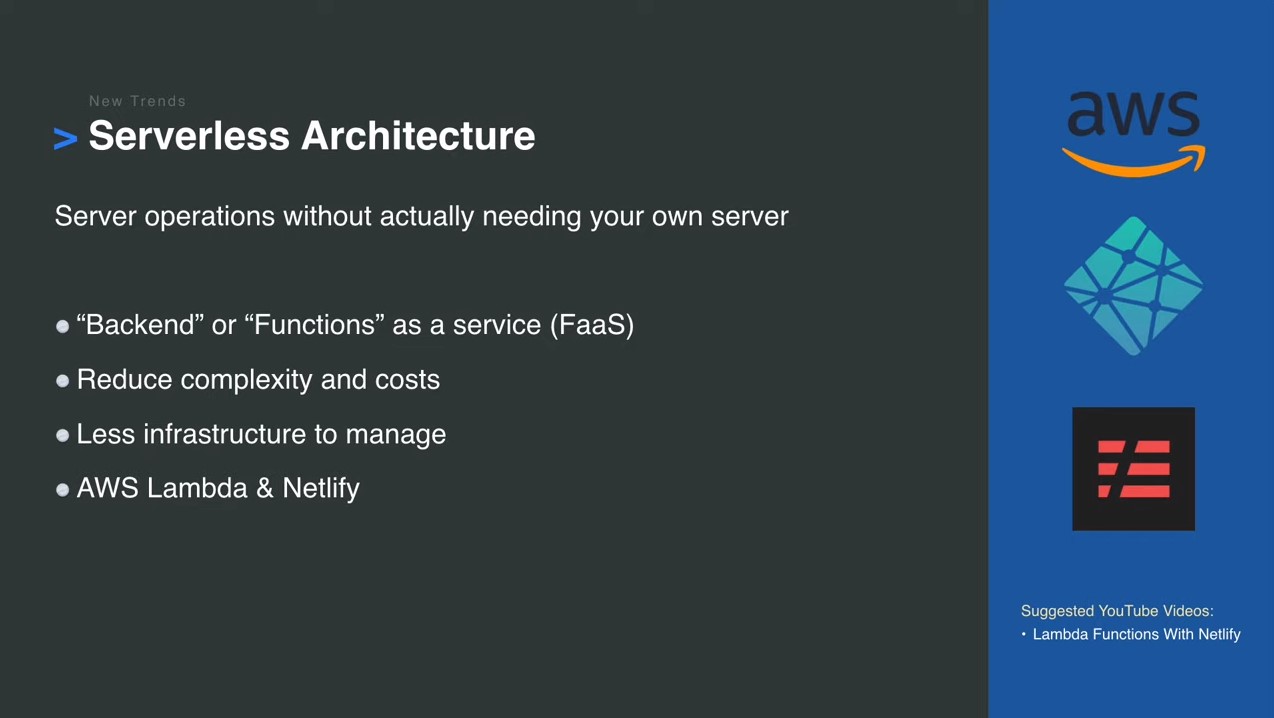 New Trends
> Serverless Architecture
Server operations without actually needing your own server
“Backend” or “Functions” as a service (FaaS)
Reduce complexity and costs
Less infrastructure to manage
AWS Lambda & Netlify
aws
Suggested YouTube Videos:
• Lambda Functions With Netlify